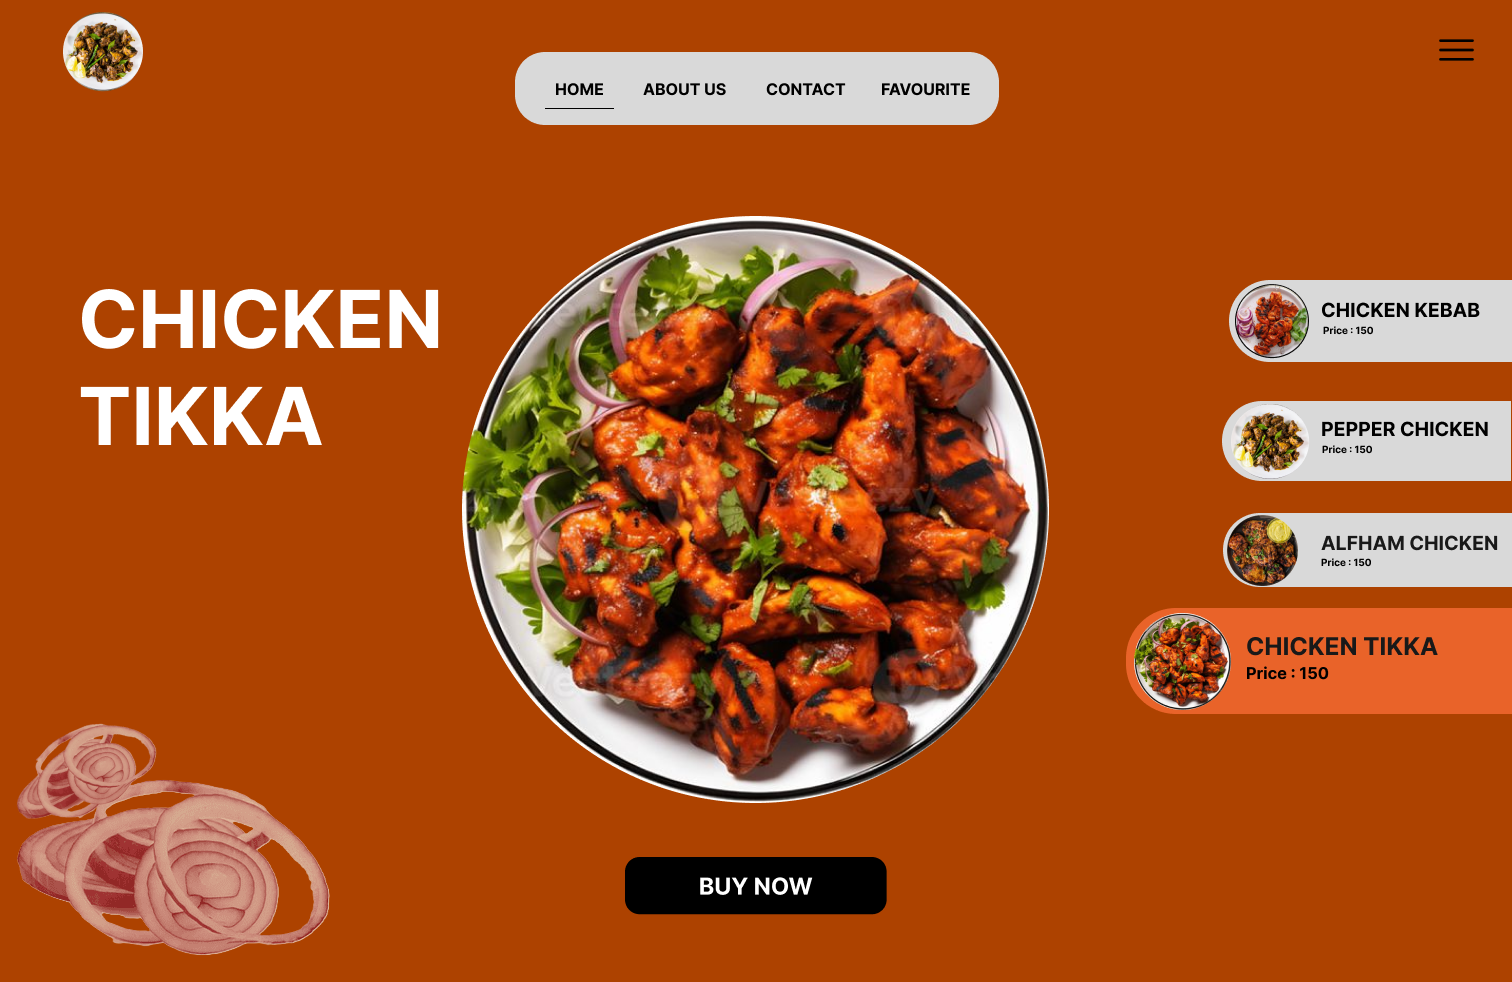 HOME ABOUT US CONTACT FAVOURITE
CHICKEN
TIKKA
CHICKEN KEBAB
Price : 150
PEPPER CHICKEN
Price : 150
ALFHAM CHICKEN
Price : 150
CHICKEN TIKKA
Price : 150
BUY NOW